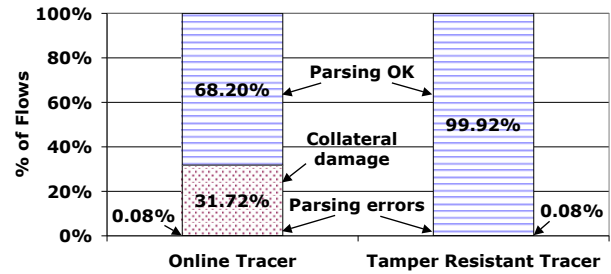 100%
80%
60%
40%
20%
0%
% of Flows
68.20%
Parsing OK
99.92%
Collateral
damage
31.72%
Parsing errors
0.08%
0.08%
Online Tracer
Tamper Resistant Tracer